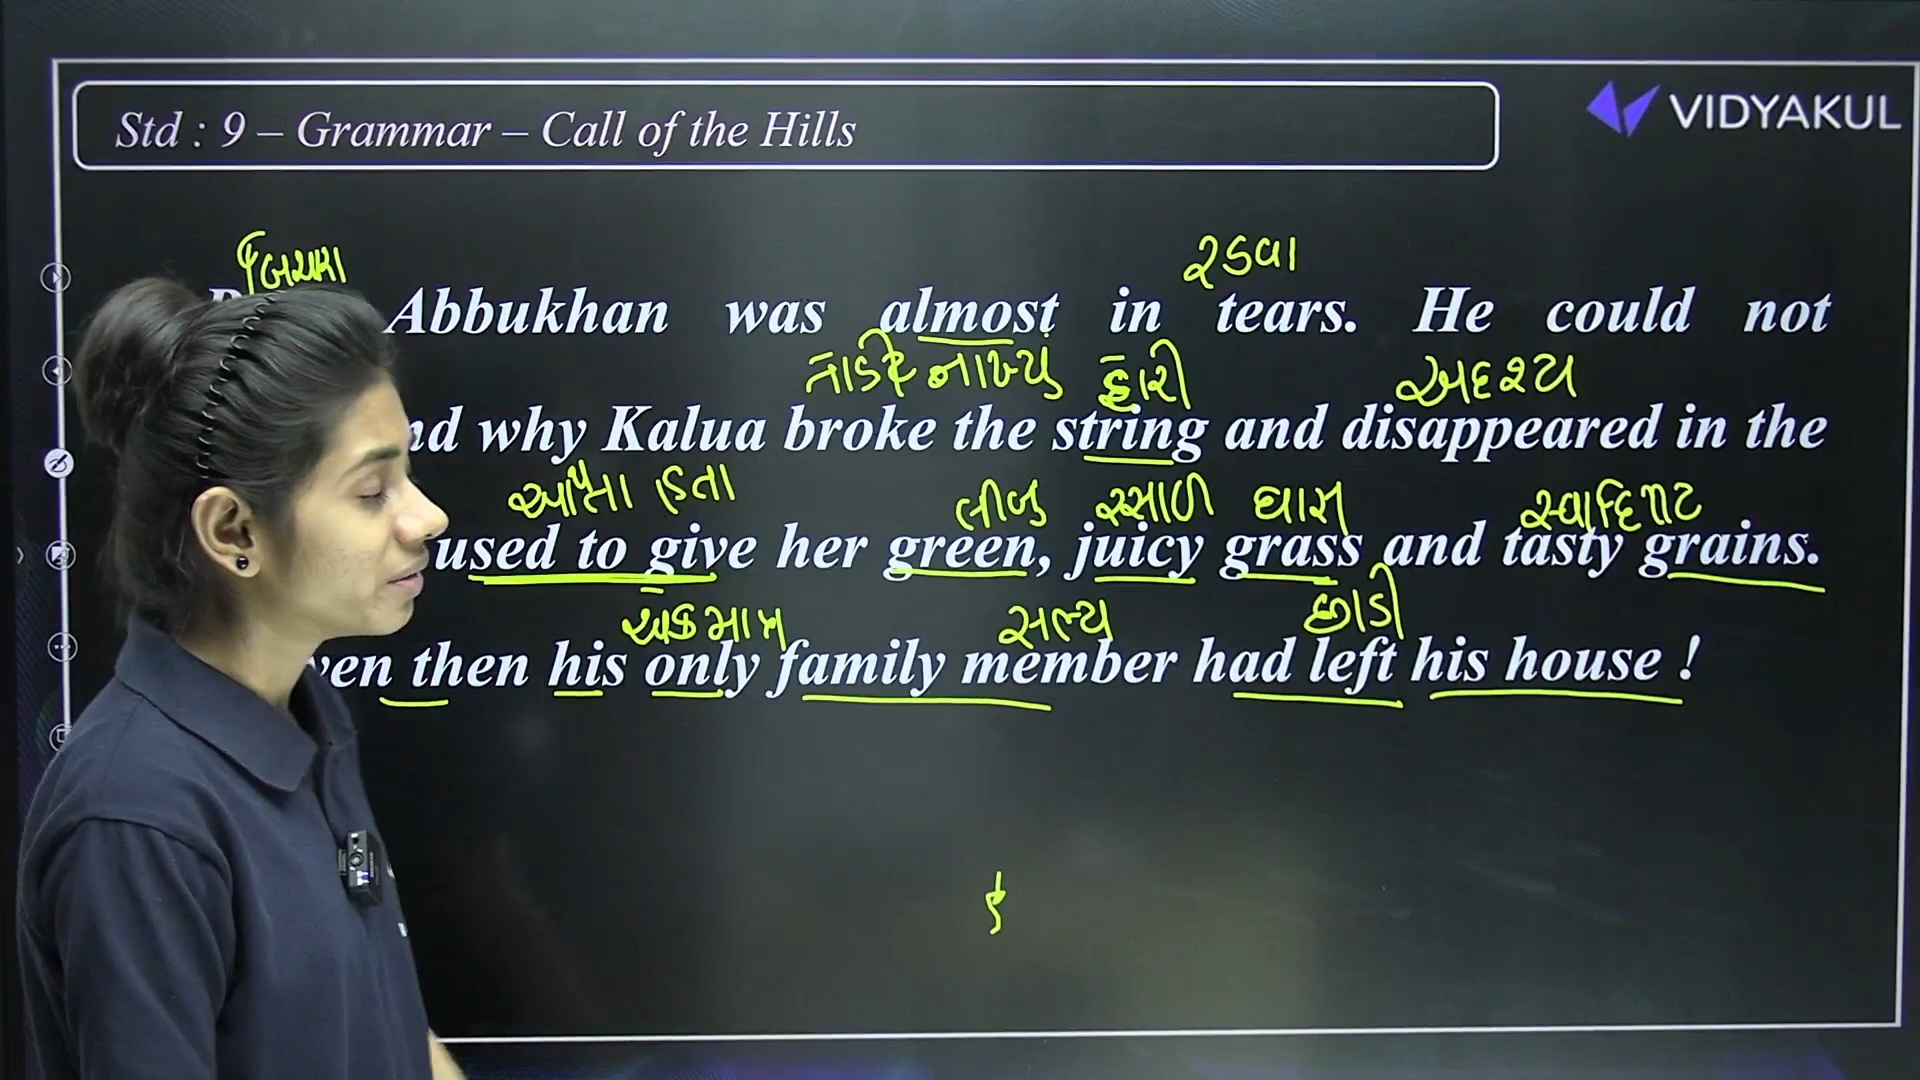 Std : 9 – Grammar – Call of the Hills
VIDYAKUL
રડવા
Abbukhan was almost in tears. He could not
નાખ્યુ અદ્રશ્ય
why Kalua broke the string and disappeared in the
આપતા હતા લીલુ રસાળ ઘાસ સ્વાદિષ્ટ
used to give her green, juicy grass and tasty grains.
એકમાત્ર સભ્ય છોડી
then his only family member had left his house !